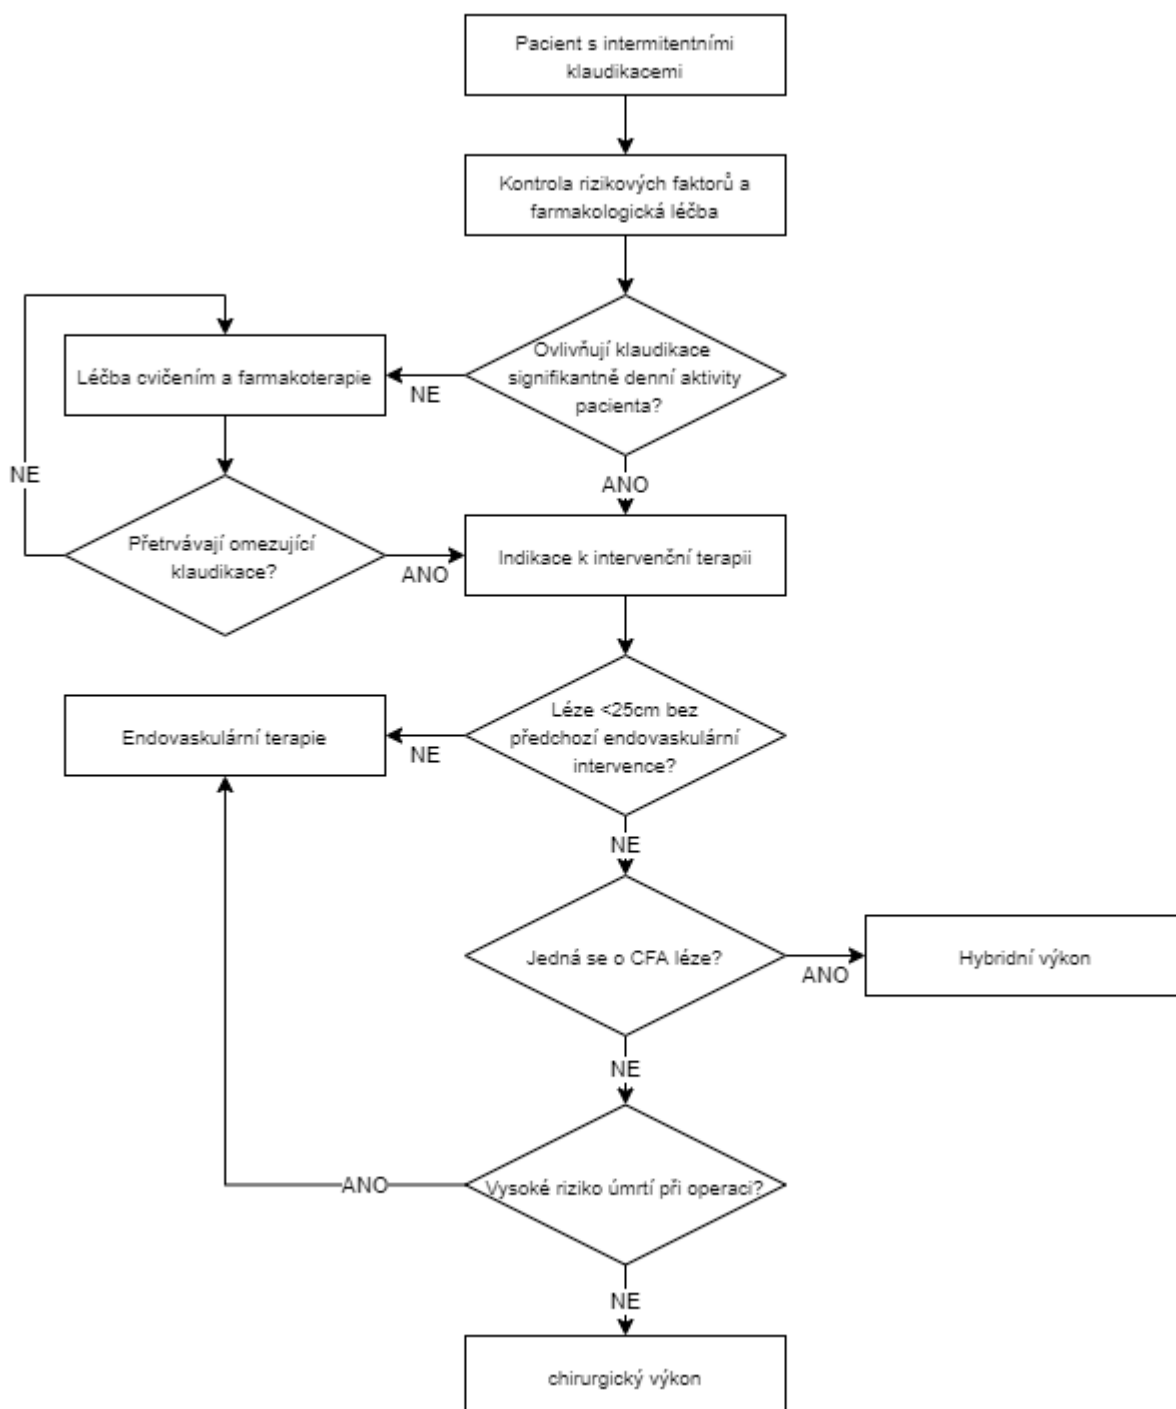 Pacient s intermitentními
klaudikacemi
Kontrola rizikových faktorů a
farmakologická léčba
Ovlivňují klaudikace
signifikantně denní aktivity
pacienta?
NE
Léčba cvičením a farmakoterapie
ANO
NE
Přetrvávají omezující
klaudikace?
ANO
Indikace k intervenční terapii
Léze <25cm bez
předchozí endovaskulární
intervence?
NE
Endovaskulární terapie
NE
Jedná se o CFA léze?
ANO
Hybridní výkon
NE
Vysoké riziko úmrtí při operaci?
ANO
NE
chirurgický výkon